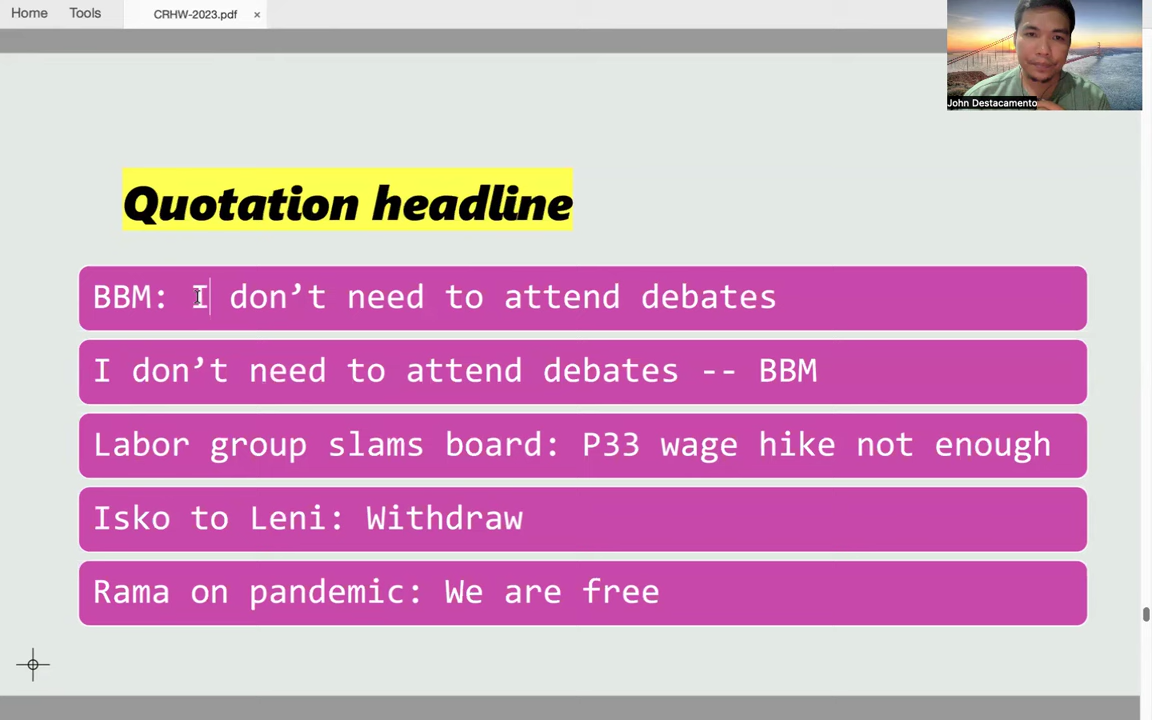 Home Tools CRHW-2023.pdf ×
John Destacamento
Quotation headline
BBM: I don’t need to attend debates
I don’t need to attend debates -- BBM
Labor group slams board: P33 wage hike not enough
Isko to Leni: Withdraw
Rama on pandemic: We are free